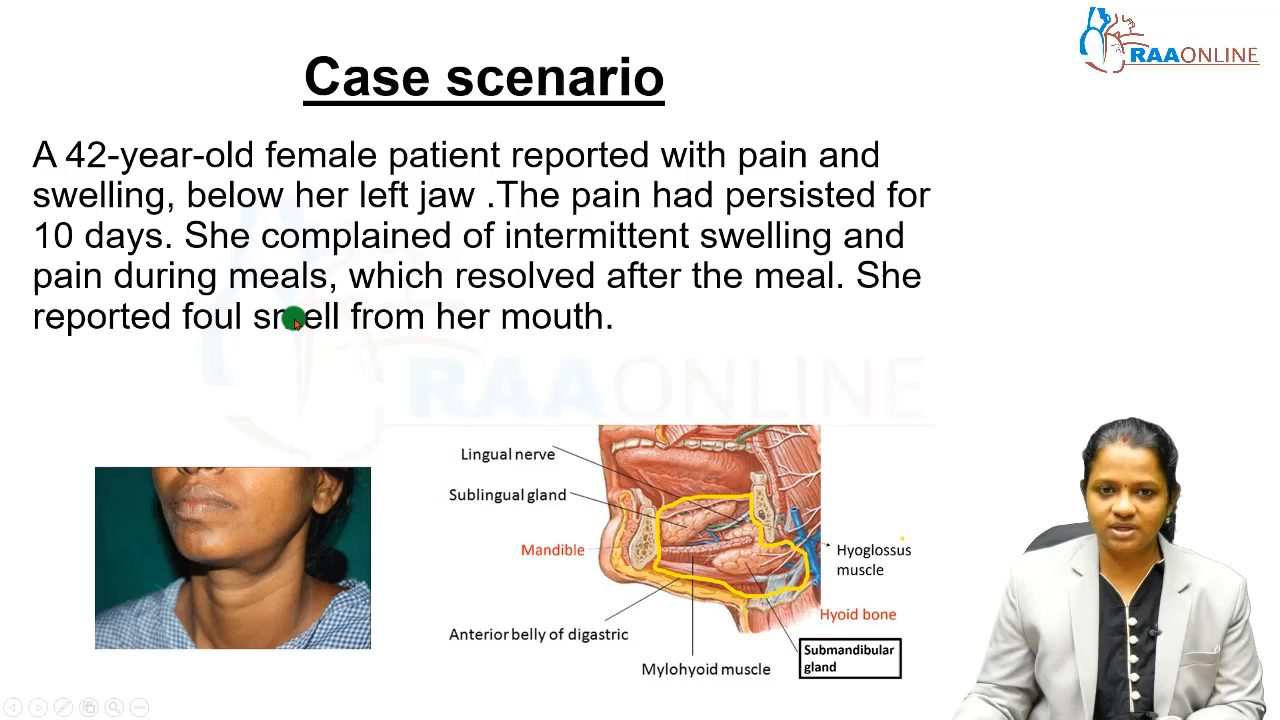 RAAONLINE
Case scenario
A 42-year-old female patient reported with pain and
swelling, below her left jaw .The pain had persisted for
10 days. She complained of intermittent swelling and
pain during meals, which resolved after the meal. She
reported foul smell from her mouth.
RAAONLINE
Lingual nerve
Sublingual gland
Mandible
Hyoglossus
muscle
Hyoid bone
Anterior belly of digastric
Submandibular
gland
Mylohyoid muscle